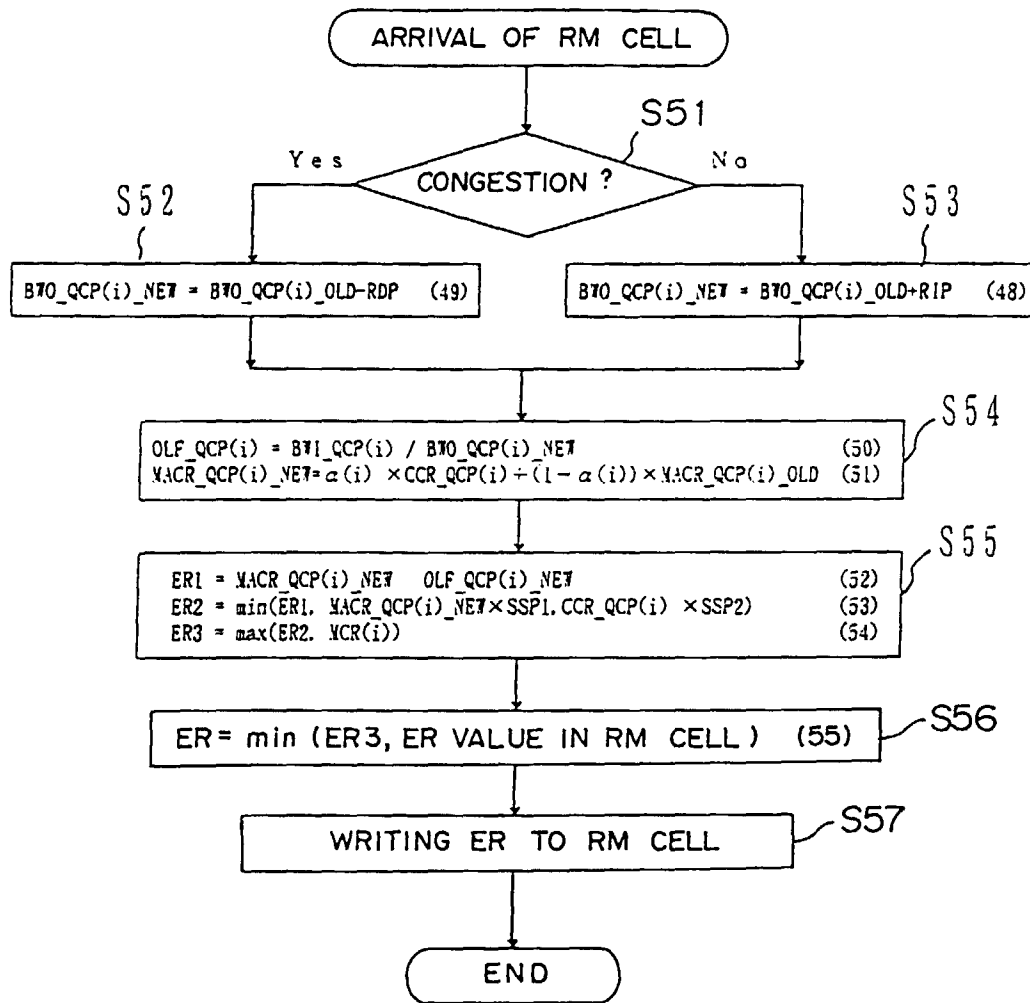 ARRIVAL OF RM CELL
S51
Yes
No
CONGESTION ?
S52
S53
BWO_QCP(i)_NEW = BWO_QCP(i)_OLD-RDP (49)
BWO_QCP(i)_NEW = BWO_QCP(i)_OLD+RIP (48)
S54
OLF_QCP(i) = BWI_QCP(i) / BWO_QCP(i)_NEW (50)
MACR_QCP(i)_NEW=α(i) ×CCR_QCP(i)+(1-α(i))×MACR_QCP(i)_OLD (51)
S55
ER1 = MACR_QCP(i)_NEW OLF_QCP(i)_NEW (52)
ER2 = min(ER1. MACR_QCP(i)_NEW×SSP1.CCR_QCP(i) ×SSP2) (53)
ER3 = max(ER2. MCR(i)) (54)
S56
ER= min (ER3, ER VALUE IN RM CELL) (55)
S57
WRITING ER TO RM CELL
END